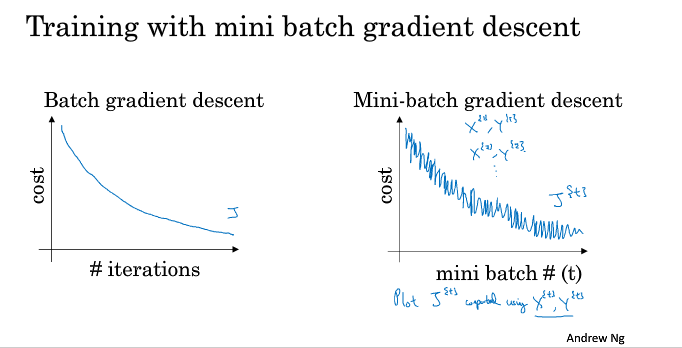 Training with mini batch gradient descent
Batch gradient descent
cost
J
# iterations
Mini-batch gradient descent
X^{1}, Y^{1}
X^{2}, Y^{2}
⋮
cost
J^{t}
mini batch # (t)
Plot J^{t} computed using X^{t}, Y^{t}
Andrew Ng